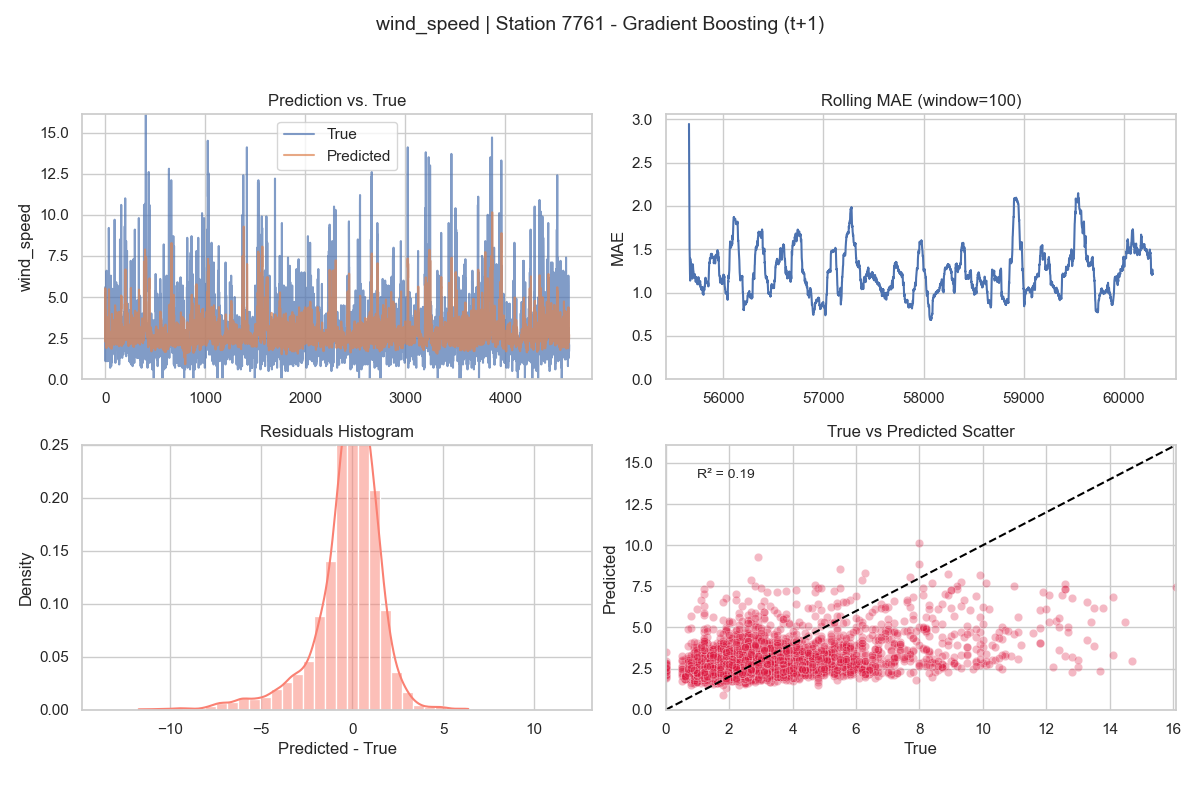 wind_speed | Station 7761 - Gradient Boosting (t+1)
Prediction vs. True
True
Predicted
wind_speed
15.0
12.5
10.0
7.5
5.0
2.5
0.0
0 1000 2000 3000 4000
Rolling MAE (window=100)
MAE
3.0
2.5
2.0
1.5
1.0
0.5
0.0
56000 57000 58000 59000 60000
Residuals Histogram
Density
0.25
0.20
0.15
0.10
0.05
0.00
−10 −5 0 5 10
Predicted - True
True vs Predicted Scatter
R² = 0.19
Predicted
15.0
12.5
10.0
7.5
5.0
2.5
0.0
0 2 4 6 8 10 12 14 16
True